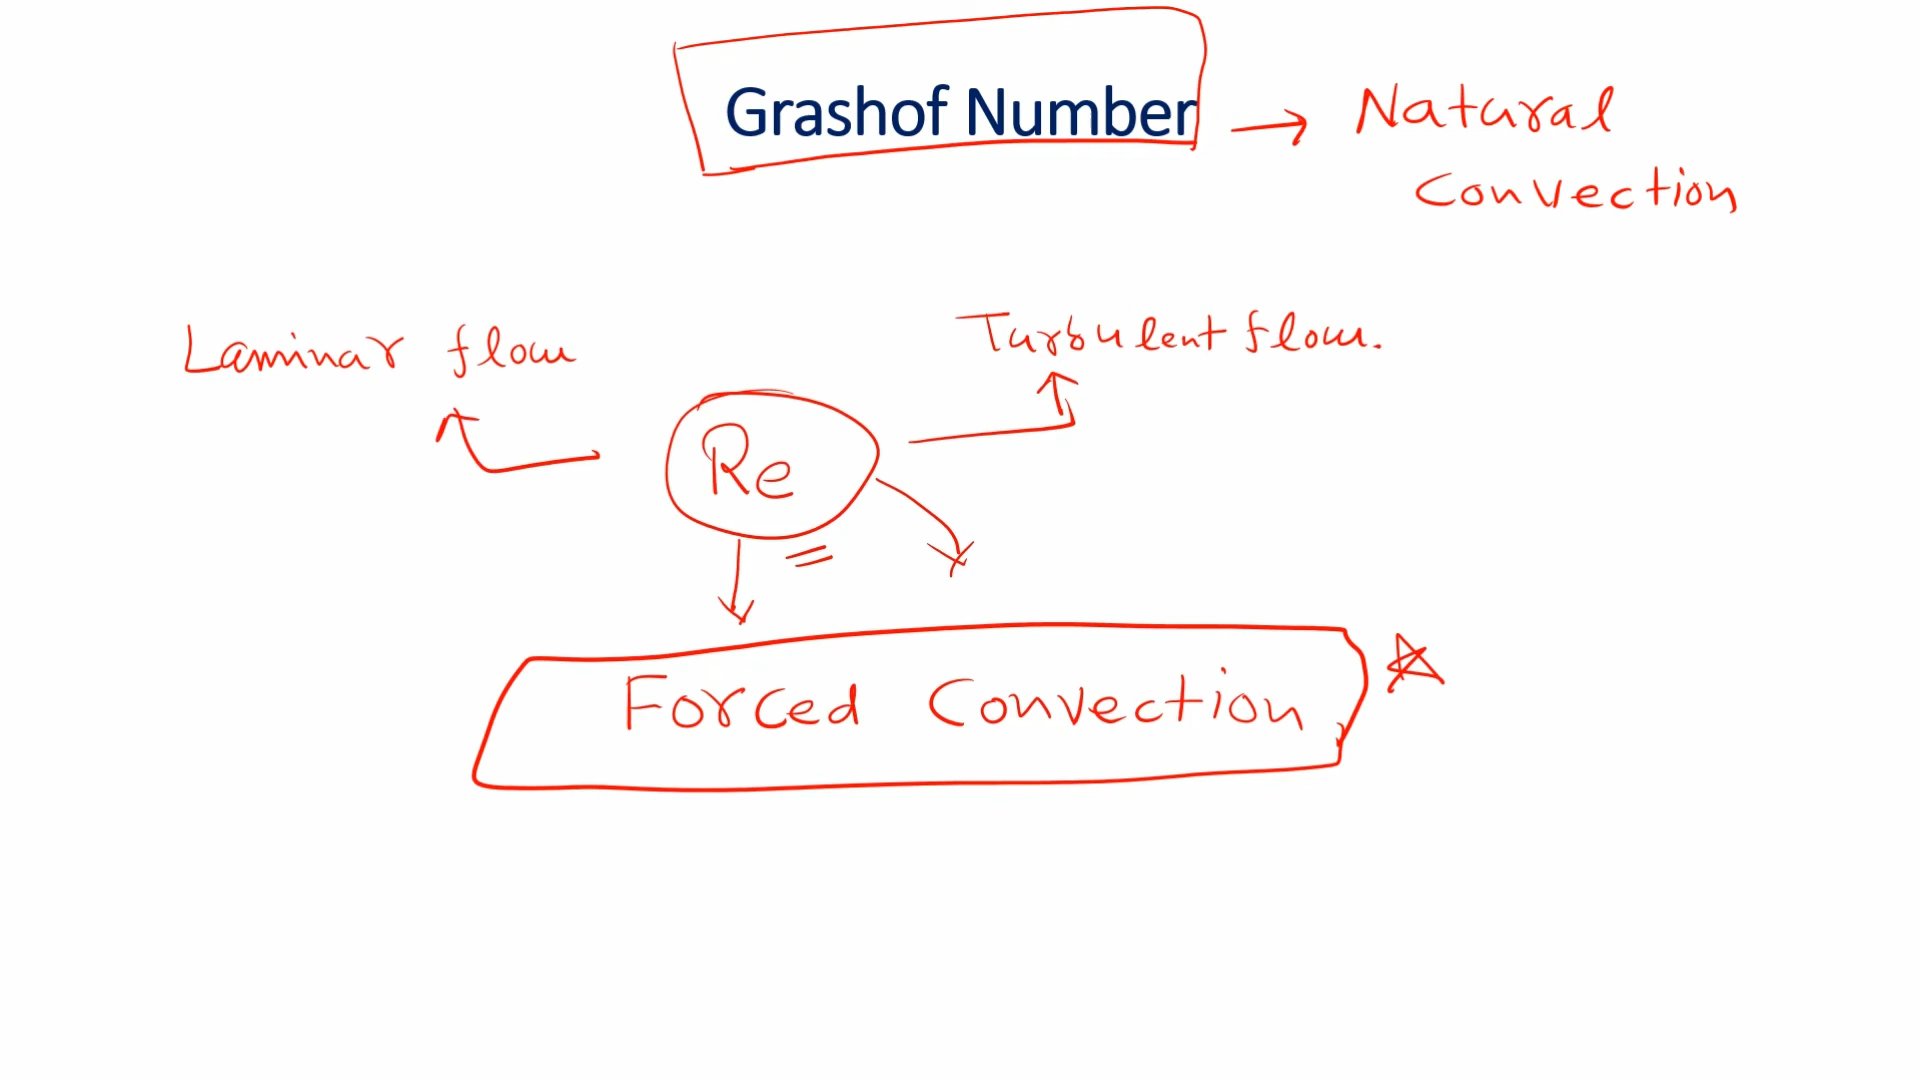 Grashof Number → Natural
Convection
Laminar flow
Turbulent flow.
Re
Forced Convection